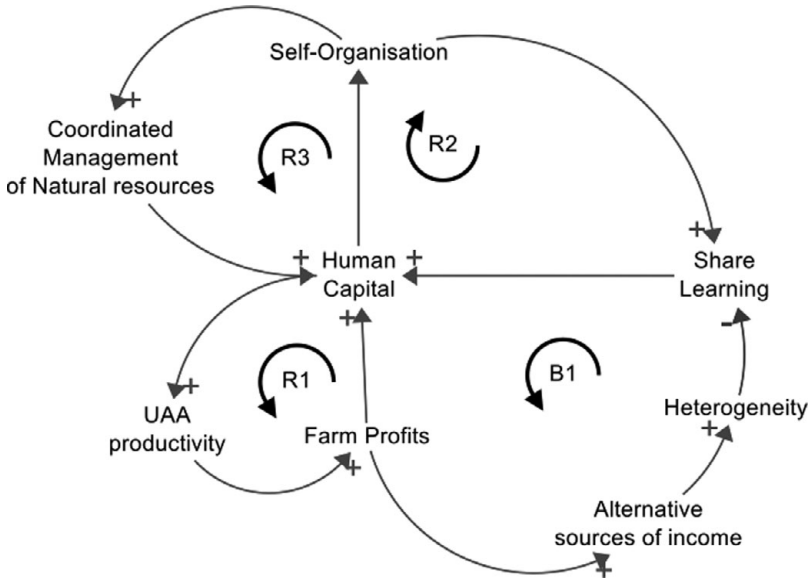 Self-Organisation
+
Coordinated
Management
of Natural resources
R3
R2
+
Share
Learning
+
Human
Capital
+
+
-
R1
B1
+
UAA
productivity
Farm Profits
+
Heterogeneity
+
Alternative
sources of income
+